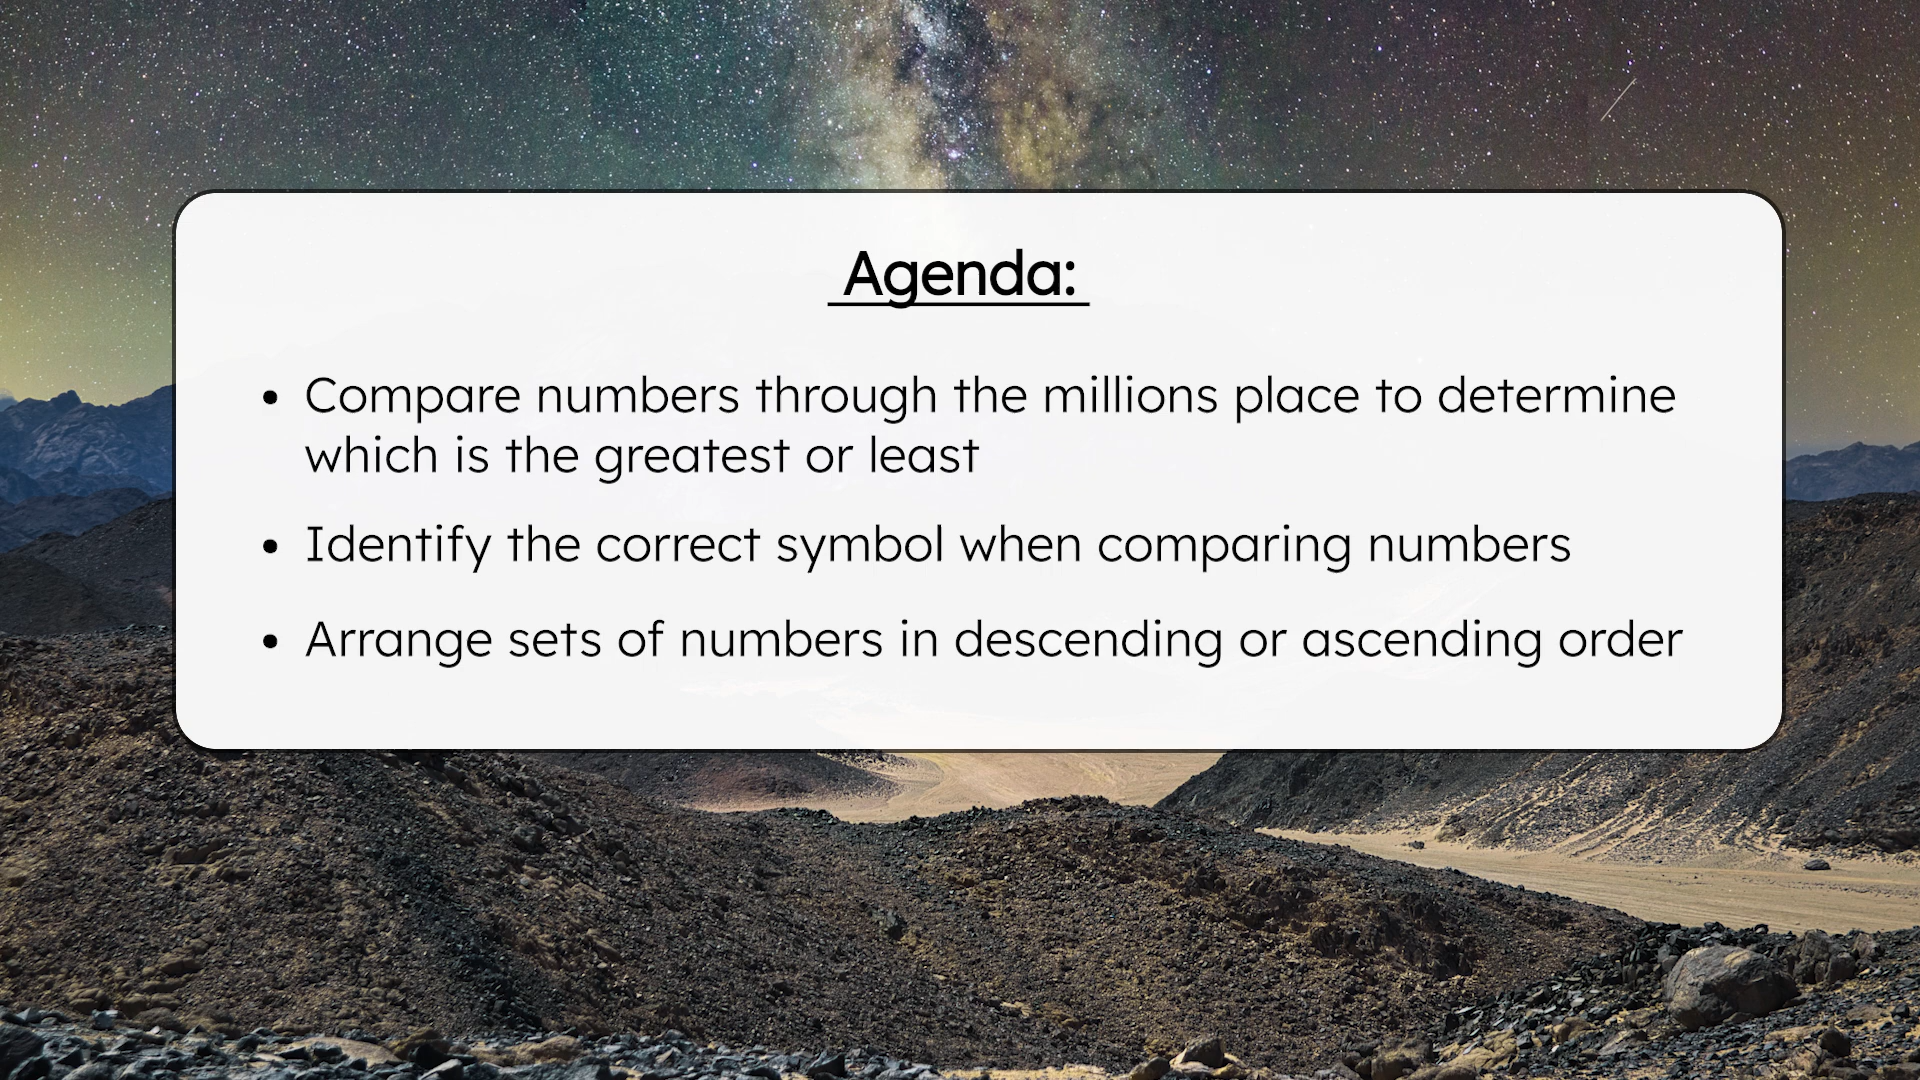 Agenda:
• Compare numbers through the millions place to determine
which is the greatest or least
• Identify the correct symbol when comparing numbers
• Arrange sets of numbers in descending or ascending order